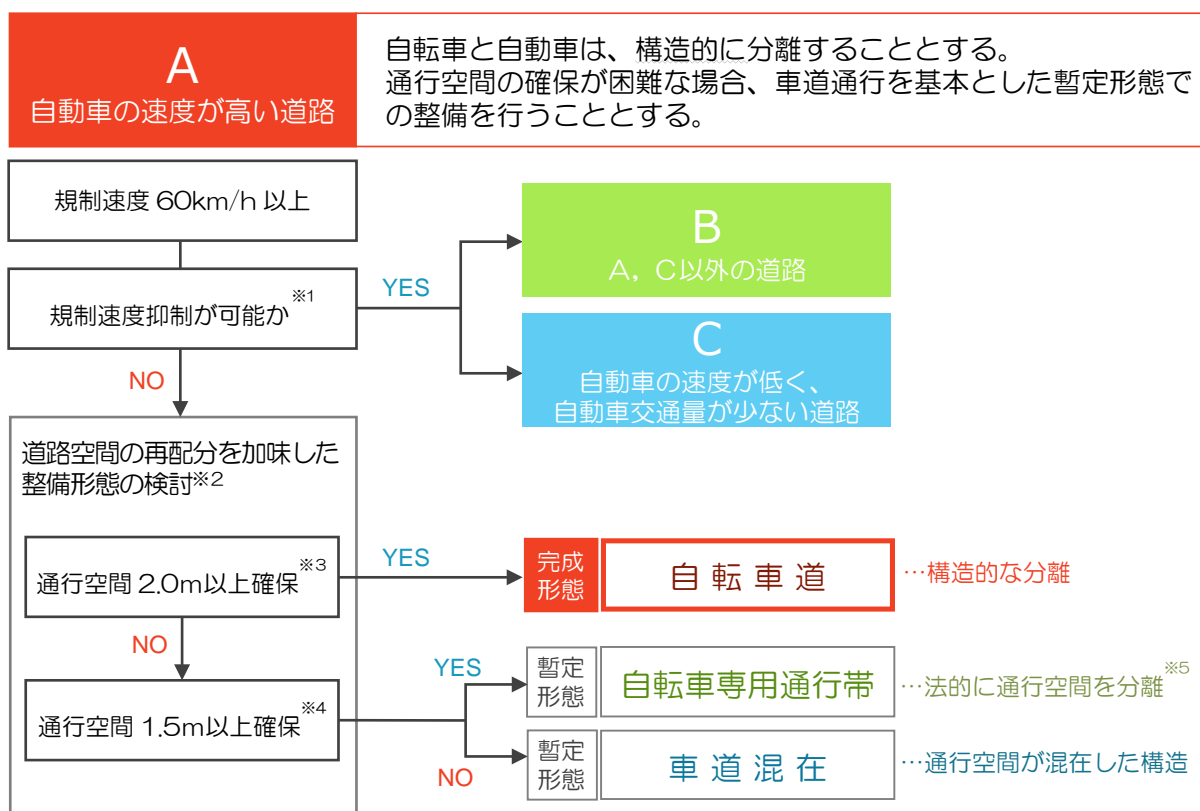 A
自動車の速度が高い道路
自転車と自動車は、構造的に分離することとする。
通行空間の確保が困難な場合、車道通行を基本とした暫定形態で
の整備を行うこととする。
規制速度 60km/h 以上
規制速度抑制が可能か※1
YES
B
A，C以外の道路
C
自動車の速度が低く、
自動車交通量が少ない道路
NO
道路空間の再配分を加味した
整備形態の検討※2
通行空間 2.0m以上確保※3
YES
完成
形態
自転車道
…構造的な分離
NO
通行空間 1.5m以上確保※4
YES
暫定
形態
自転車専用通行帯
…法的に通行空間を分離※5
NO
暫定
形態
車道混在
…通行空間が混在した構造